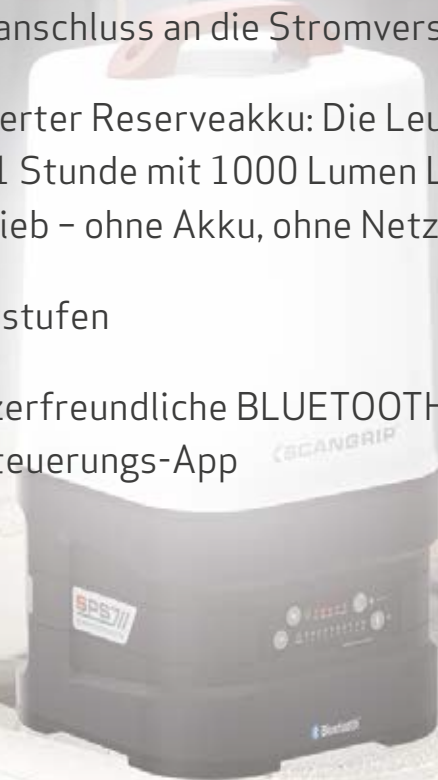 anschluss an die Stromvers
erter Reserveakku: Die Leu
1 Stunde mit 1000 Lumen L
ieb – ohne Akku, ohne Netz
stufen
zerfreundliche BLUETOOTH
teuerungs-App
SCANGRIP
SPS
Bluetooth